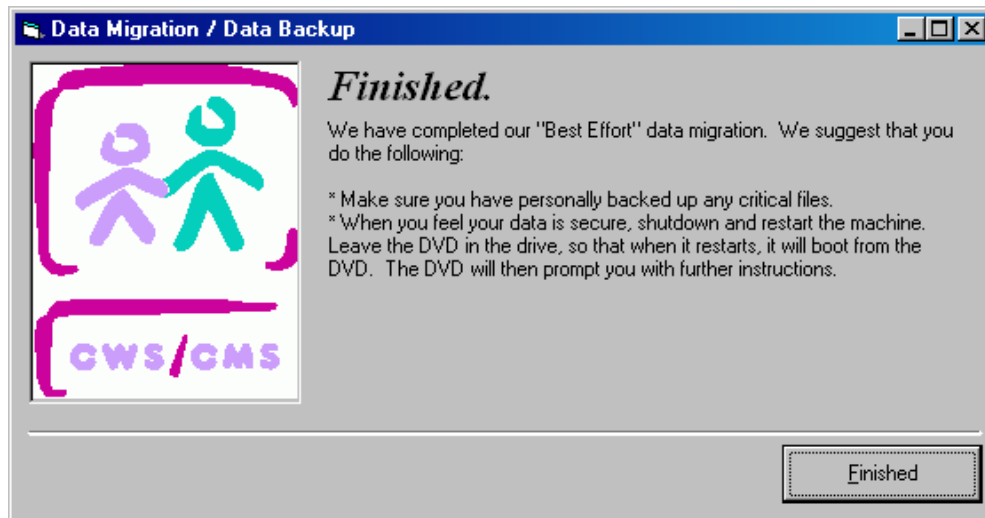 Data Migration / Data Backup
Finished.
We have completed our "Best Effort" data migration.  We suggest that you
do the following:
* Make sure you have personally backed up any critical files.
* When you feel your data is secure, shutdown and restart the machine.
Leave the DVD in the drive, so that when it restarts, it will boot from the
DVD.  The DVD will then prompt you with further instructions.
CWS/CMS
Finished